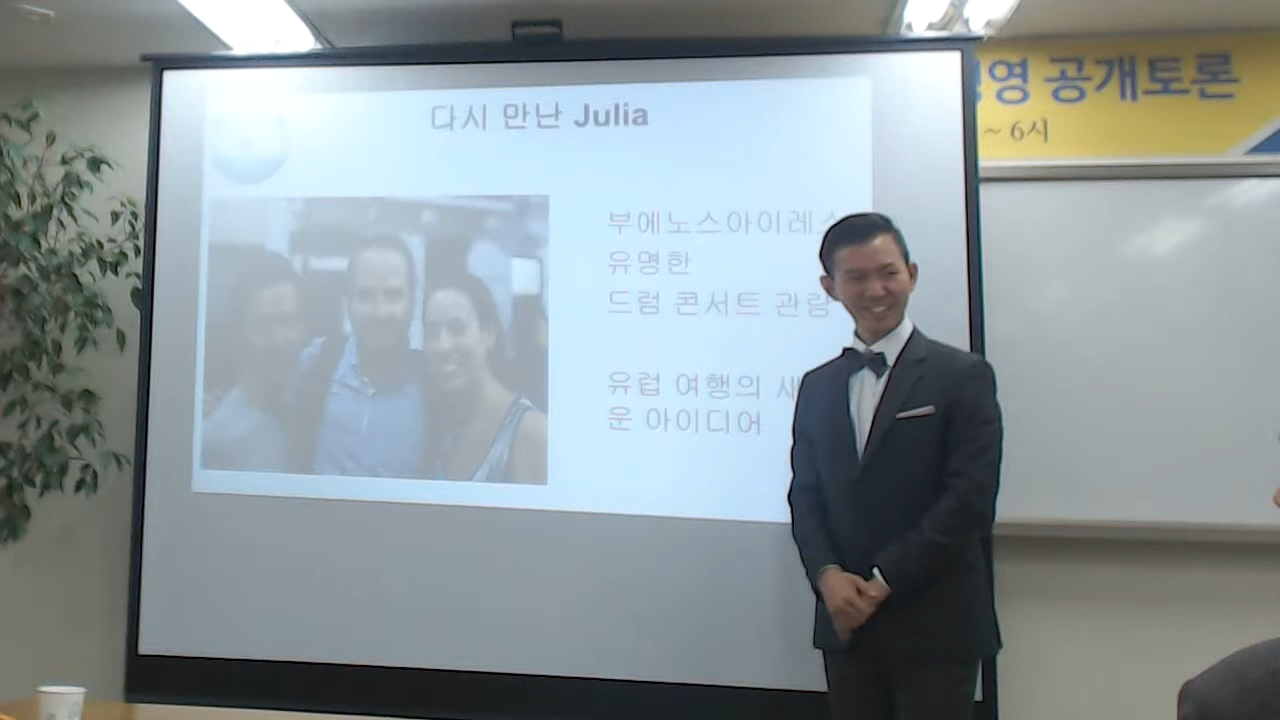 다시 만난 Julia
부에노스아이레스
유명한
드럼 콘서트 관람
유럽 여행의 새
운 아이디어
영 공개토론
~ 6시